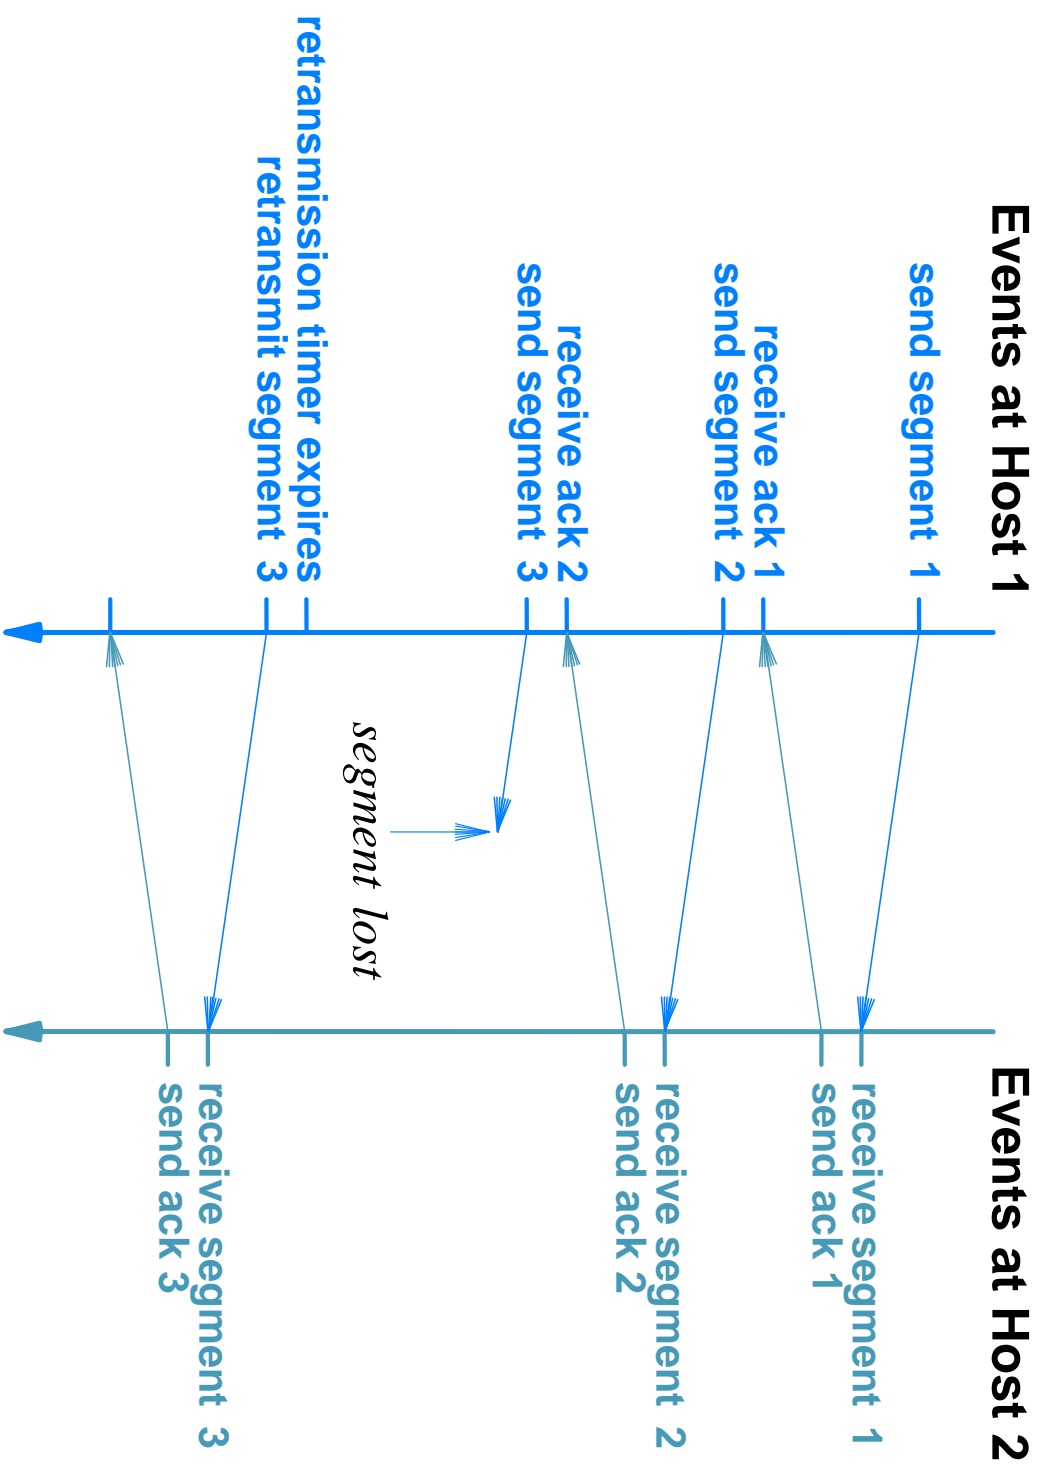 Events at Host 1
Events at Host 2
send segment 1
receive segment 1
send ack 1
receive ack 1
send segment 2
receive segment 2
send ack 2
receive ack 2
send segment 3
segment lost
retransmission timer expires
retransmit segment 3
receive segment 3
send ack 3